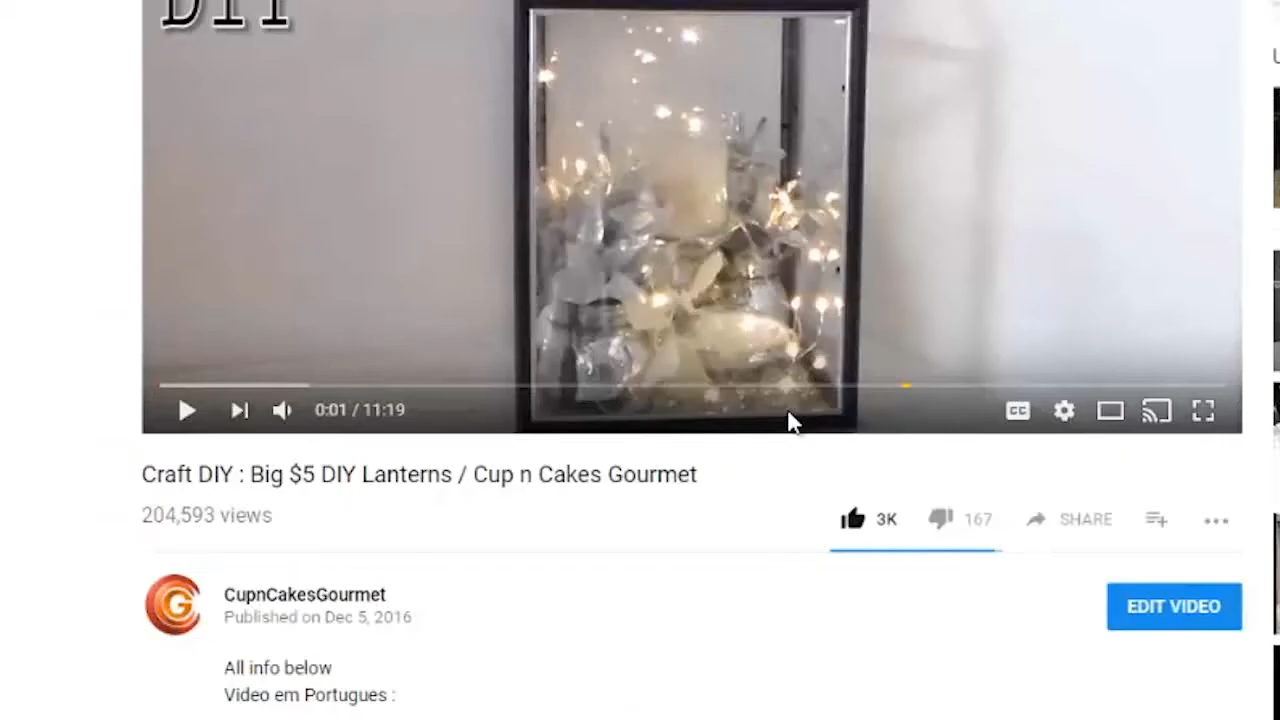 DIY
0:01 / 11:19
CC
Craft DIY : Big $5 DIY Lanterns / Cup n Cakes Gourmet
204,593 views
3K
167
SHARE
G
CupnCakesGourmet
Published on Dec 5, 2016
EDIT VIDEO
All info below
Video em Portugues :